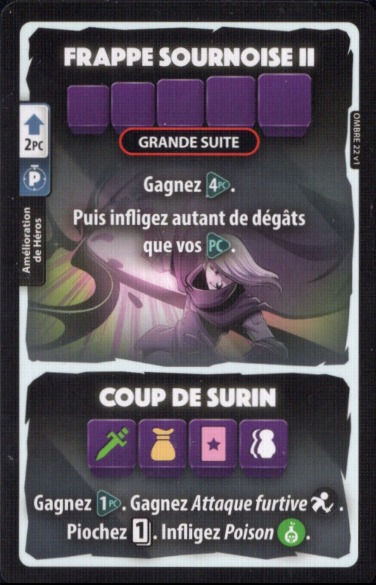 FRAPPE SOURNOISE II
GRANDE SUITE
2PC
P
Amélioration
de Héros
OMBRE 22 v1
Gagnez 4PC.
Puis infligez autant de dégâts
que vos PC.
COUP DE SURIN
Gagnez 1PC. Gagnez Attaque furtive.
Piochez 1. Infligez Poison.